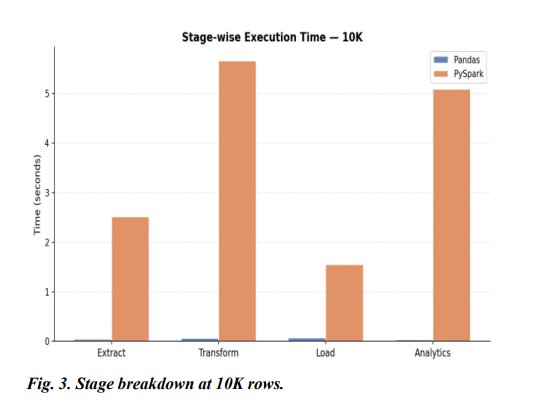 Stage-wise Execution Time — 10K
Pandas
PySpark
Time (seconds)
5
4
3
2
1
0
Extract Transform Load Analytics
Fig. 3. Stage breakdown at 10K rows.